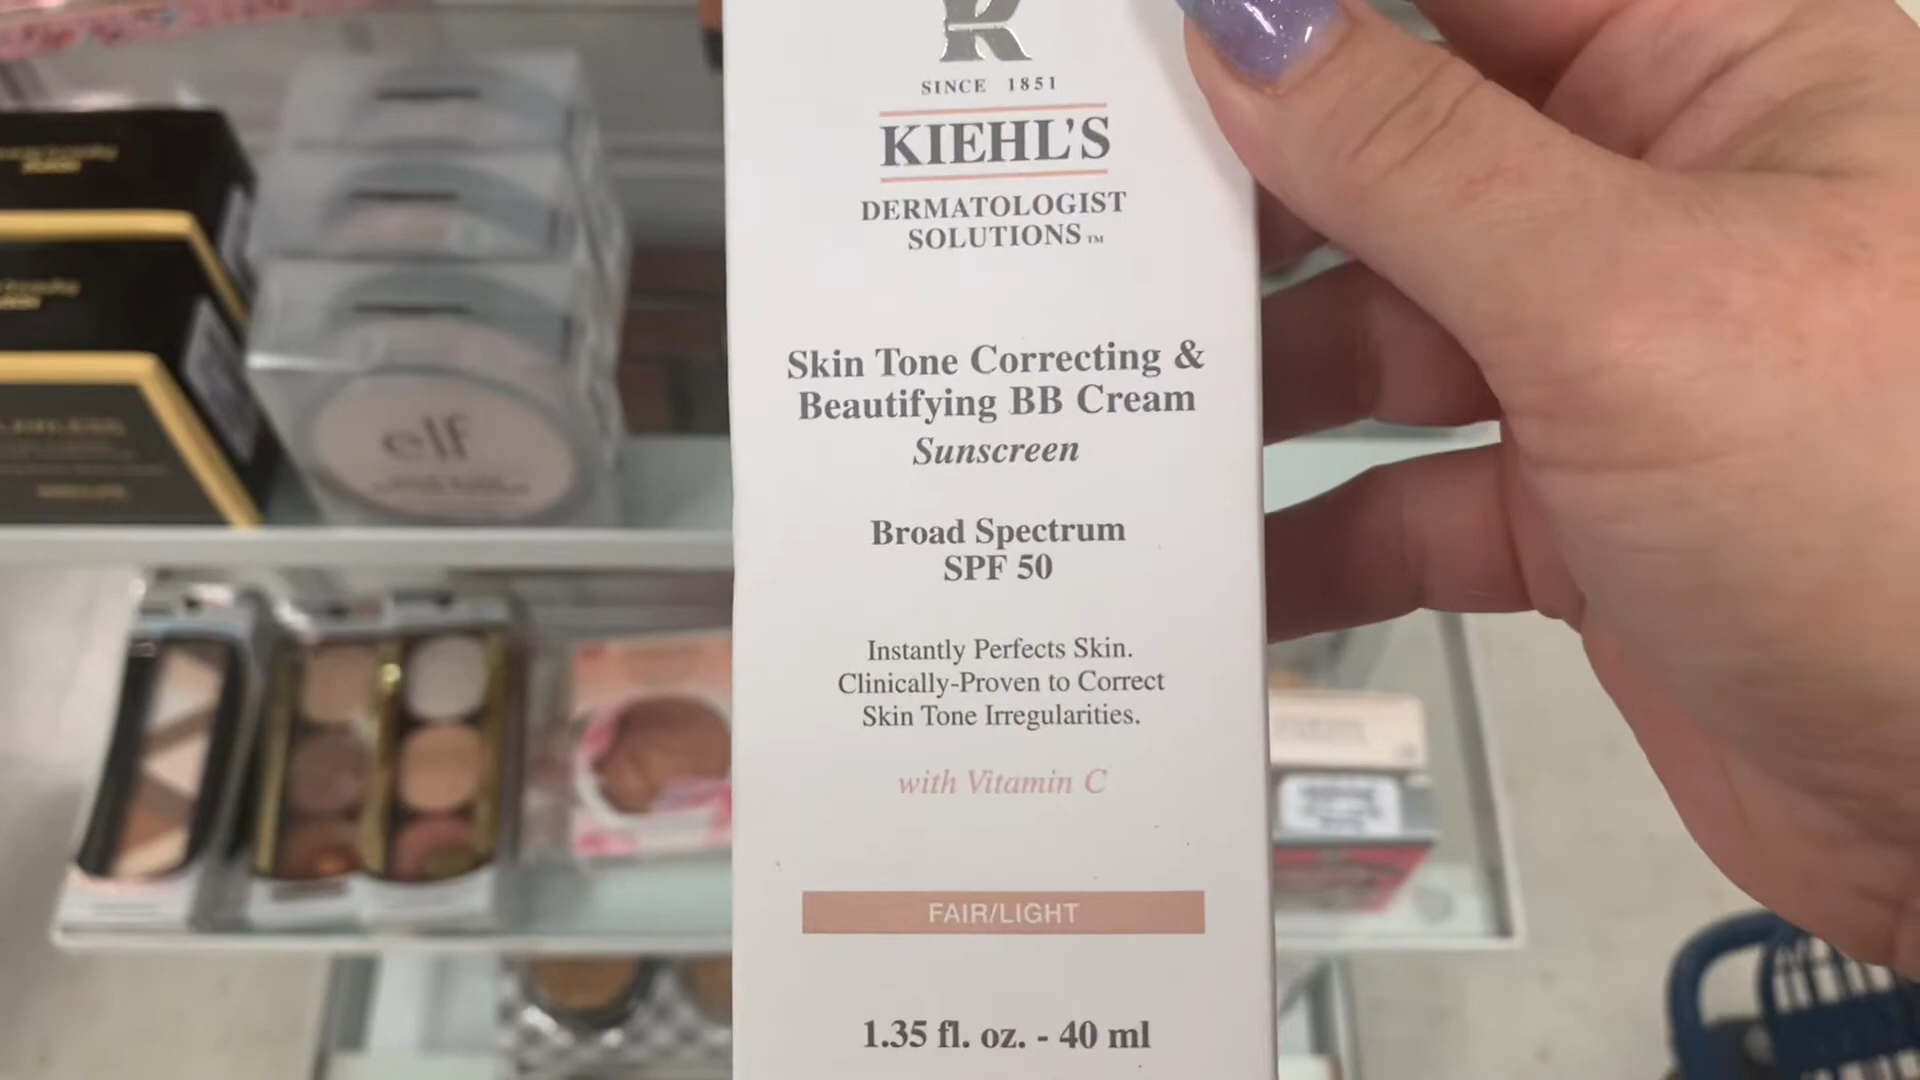 SINCE 1851
KIEHL'S
DERMATOLOGIST
SOLUTIONS™
Skin Tone Correcting &
Beautifying BB Cream
Sunscreen
Broad Spectrum
SPF 50
Instantly Perfects Skin.
Clinically-Proven to Correct
Skin Tone Irregularities.
with Vitamin C
FAIR/LIGHT
1.35 fl. oz. - 40 ml
elf